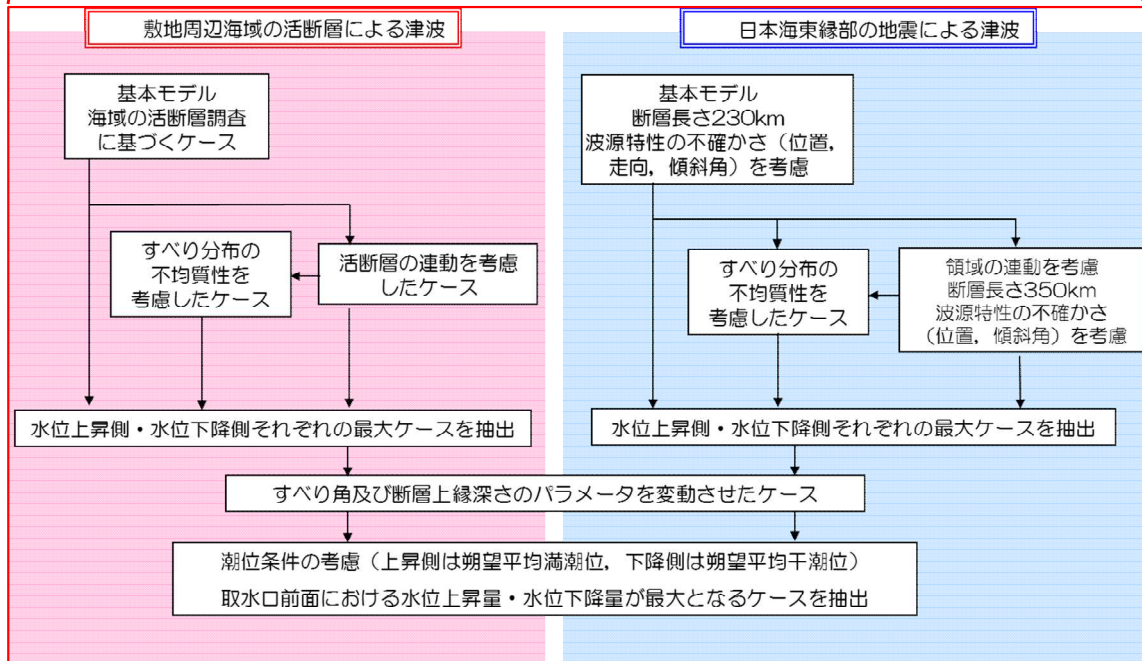 敷地周辺海域の活断層による津波
基本モデル
海域の活断層調査
に基づくケース
すべり分布の
不均質性を
考慮したケース
活断層の連動を考慮
したケース
水位上昇側・水位下降側それぞれの最大ケースを抽出
日本海東縁部の地震による津波
基本モデル
断層長さ230km
波源特性の不確かさ（位置，
走向，傾斜角）を考慮
すべり分布の
不均質性を
考慮したケース
領域の連動を考慮
断層長さ350km
波源特性の不確かさ
（位置，傾斜角）を考慮
水位上昇側・水位下降側それぞれの最大ケースを抽出
すべり角及び断層上縁深さのパラメータを変動させたケース
潮位条件の考慮（上昇側は朔望平均満潮位，下降側は朔望平均干潮位）
取水口前面における水位上昇量・水位下降量が最大となるケースを抽出